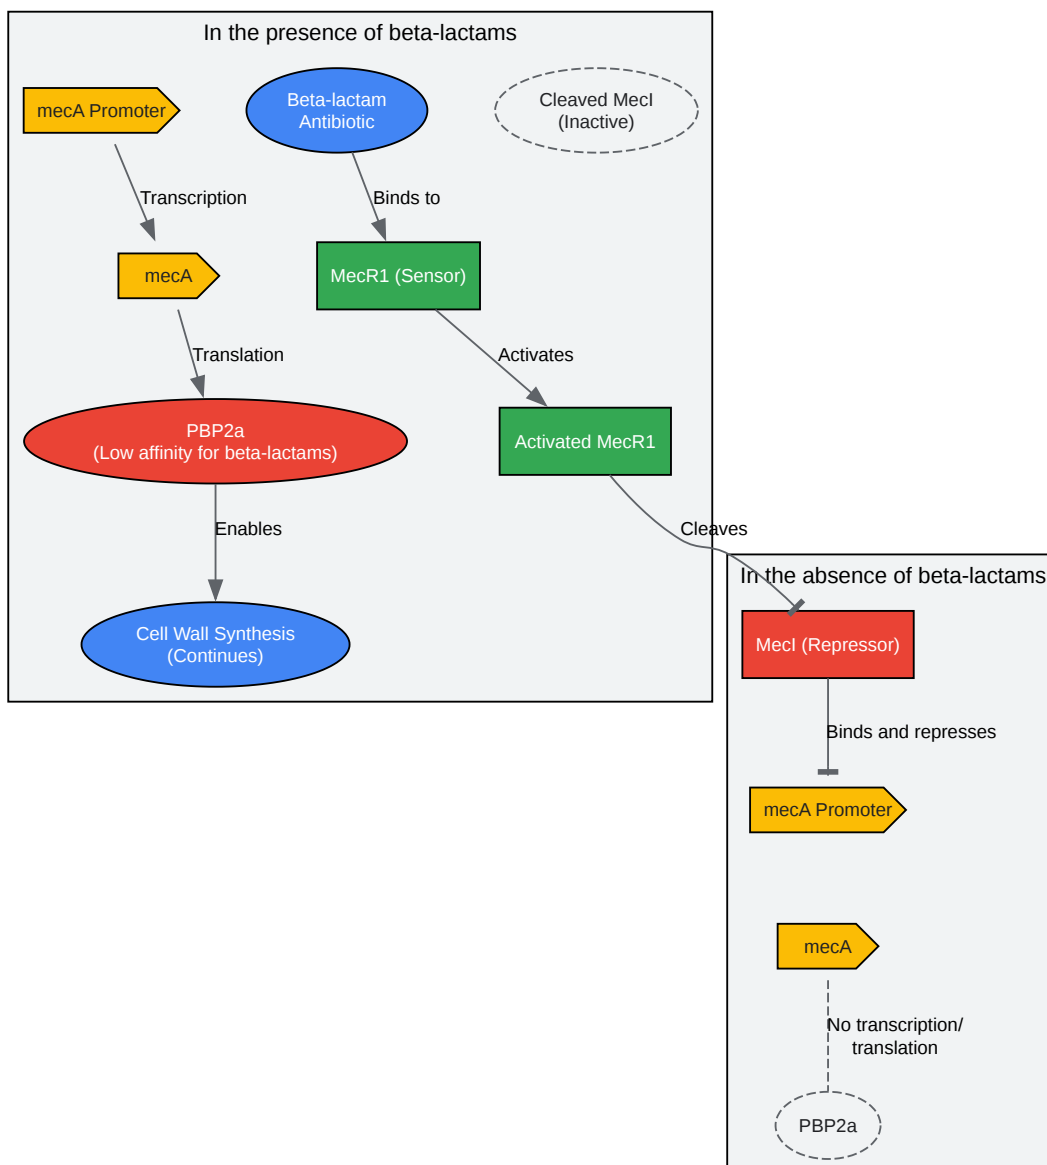 In the presence of beta-lactams
mecA Promoter
Beta-lactam
Antibiotic
Cleaved MecI
(Inactive)
Transcription
Binds to
mecA
MecR1 (Sensor)
Translation
Activates
PBP2a
(Low affinity for beta-lactams)
Activated MecR1
Enables
Cleaves
Cell Wall Synthesis
(Continues)
In the absence of beta-lactams
MecI (Repressor)
Binds and represses
mecA Promoter
mecA
No transcription/
translation
PBP2a